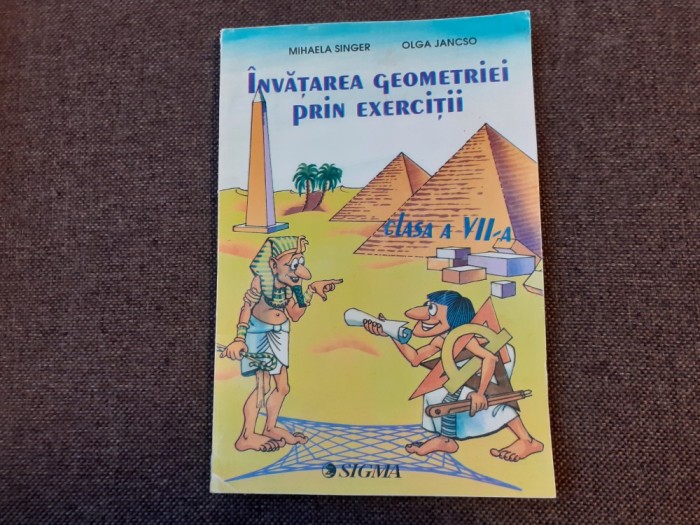 MIHAELA SINGER OLGA JANCSO
ÎNVĂȚAREA GEOMETRIEI
PRIN EXERCIȚII
CLASA A VII-A
SIGMA